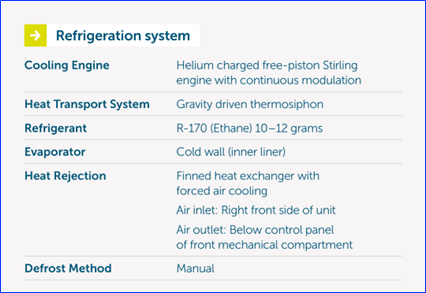 Refrigeration system
Cooling Engine Helium charged free-piston Stirling
engine with continuous modulation
Heat Transport System Gravity driven thermosiphon
Refrigerant R-170 (Ethane) 10–12 grams
Evaporator Cold wall (inner liner)
Heat Rejection Finned heat exchanger with
forced air cooling
Air inlet: Right front side of unit
Air outlet: Below control panel
of front mechanical compartment
Defrost Method Manual